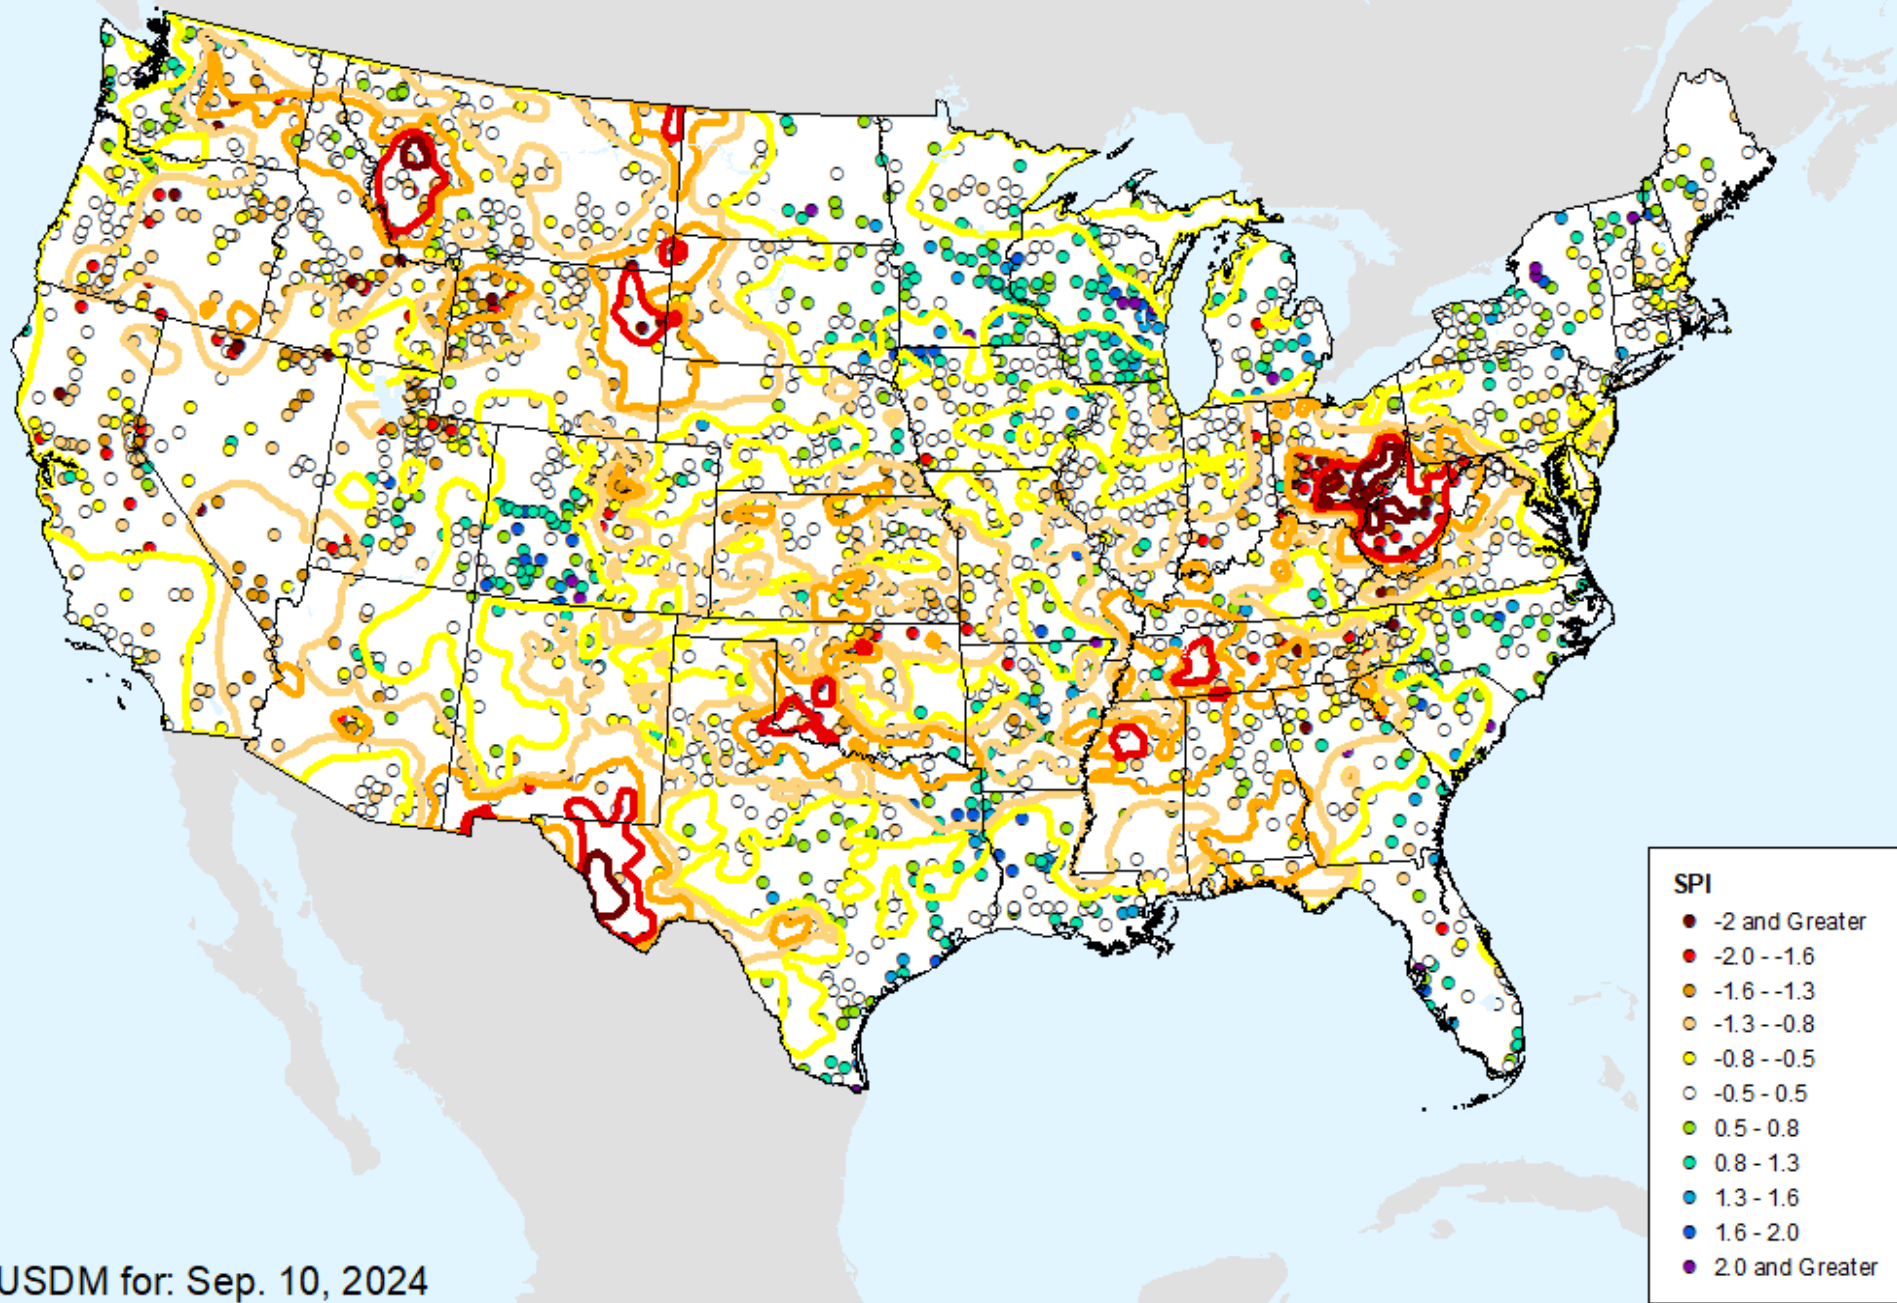 SPI
-2 and Greater
-2.0 - -1.6
-1.6 - -1.3
-1.3 - -0.8
-0.8 - -0.5
-0.5 - 0.5
0.5 - 0.8
0.8 - 1.3
1.3 - 1.6
1.6 - 2.0
2.0 and Greater
USDM for: Sep. 10, 2024